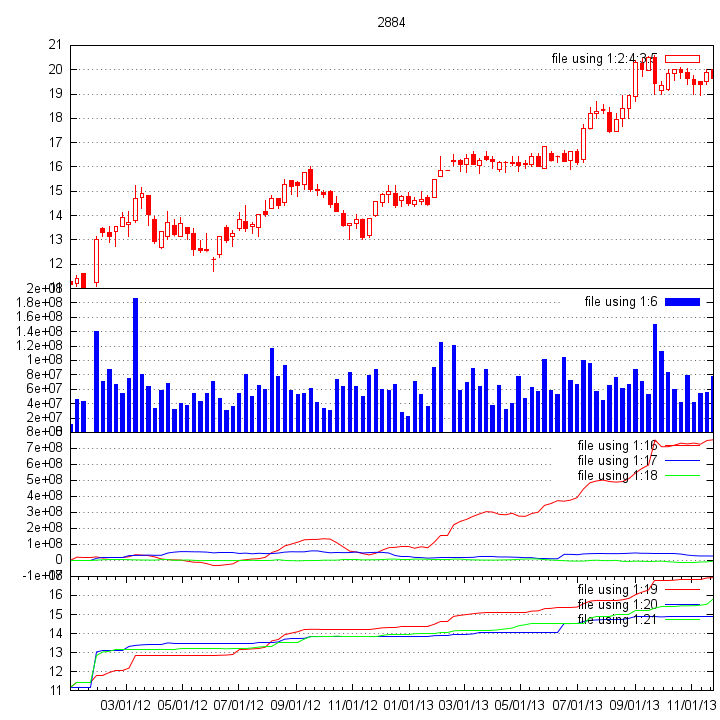 2884
21
file using 1:2:4:3:5
20
19
18
17
16
15
14
13
12
2e+08
file using 1:6
1.8e+08
1.6e+08
1.4e+08
1.2e+08
1e+08
8e+07
6e+07
4e+07
2e+07
8e+08
file using 1:16
7e+08
file using 1:17
6e+08
file using 1:18
5e+08
4e+08
3e+08
2e+08
1e+08
0
-1e+08
file using 1:19
16
file using 1:20
15
file using 1:21
14
13
12
11
03/01/12 05/01/12 07/01/12 09/01/12 11/01/12 01/01/13 03/01/13 05/01/13 07/01/13 09/01/13 11/01/13